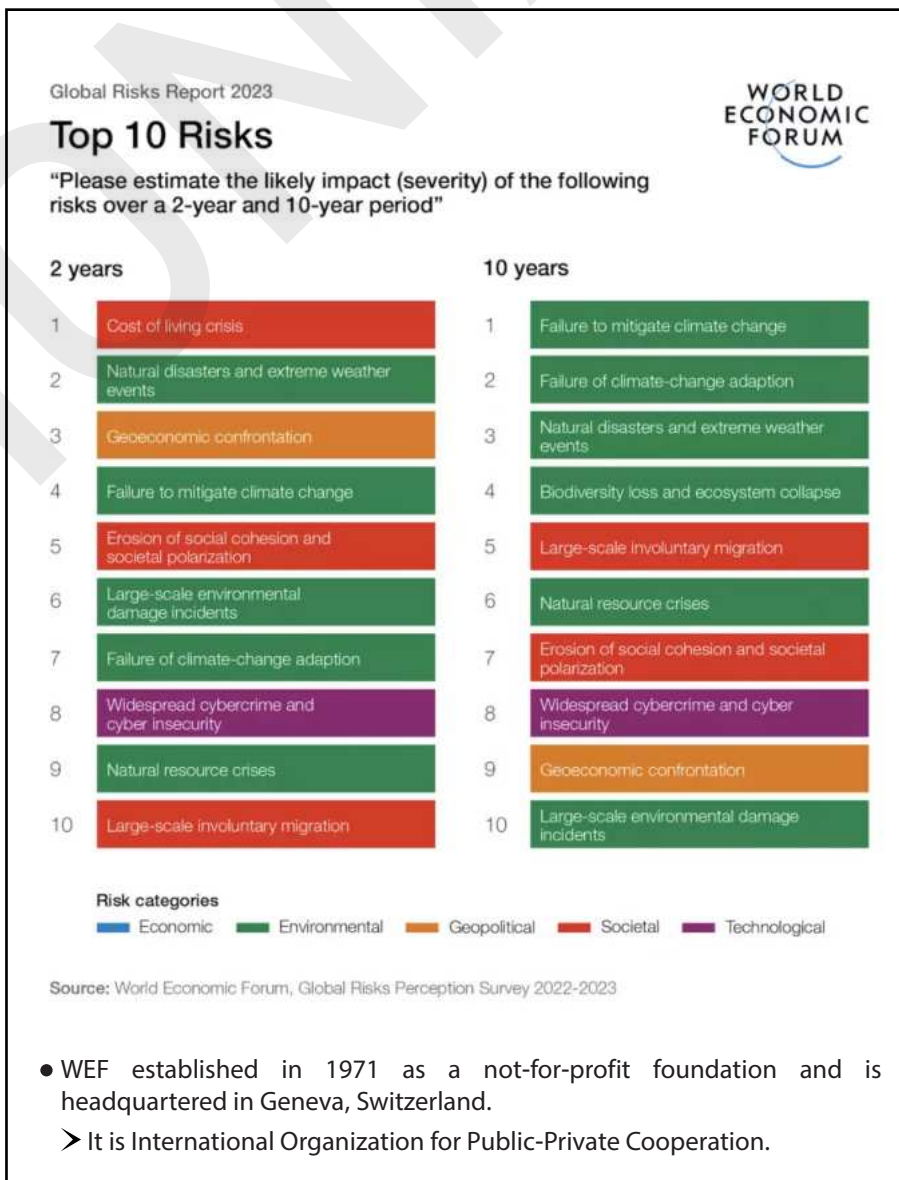 Global Risks Report 2023
WORLD
ECONOMIC
FORUM
Top 10 Risks
“Please estimate the likely impact (severity) of the following
risks over a 2-year and 10-year period”
2 years
1 Cost of living crisis
2 Natural disasters and extreme weather
events
3 Geoeconomic confrontation
4 Failure to mitigate climate change
5 Erosion of social cohesion and
societal polarization
6 Large-scale environmental
damage incidents
7 Failure of climate-change adaption
8 Widespread cybercrime and
cyber insecurity
9 Natural resource crises
10 Large-scale involuntary migration
10 years
1 Failure to mitigate climate change
2 Failure of climate-change adaption
3 Natural disasters and extreme weather
events
4 Biodiversity loss and ecosystem collapse
5 Large-scale involuntary migration
6 Natural resource crises
7 Erosion of social cohesion and societal
polarization
8 Widespread cybercrime and cyber
insecurity
9 Geoeconomic confrontation
10 Large-scale environmental damage
incidents
Risk categories
Economic Environmental Geopolitical Societal Technological
Source: World Economic Forum, Global Risks Perception Survey 2022-2023
● WEF established in 1971 as a not-for-profit foundation and is
headquartered in Geneva, Switzerland.
➤ It is International Organization for Public-Private Cooperation.